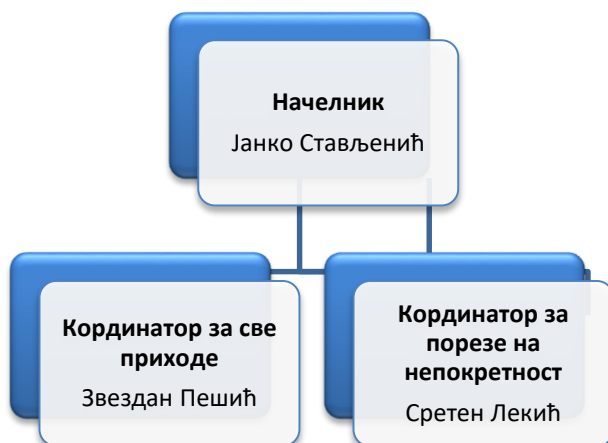 Начелник
Јанко Стављенић
Кординатор за све
приходе
Звездан Пешић
Кординатор за
порезе на
непокретност
Сретен Лекић